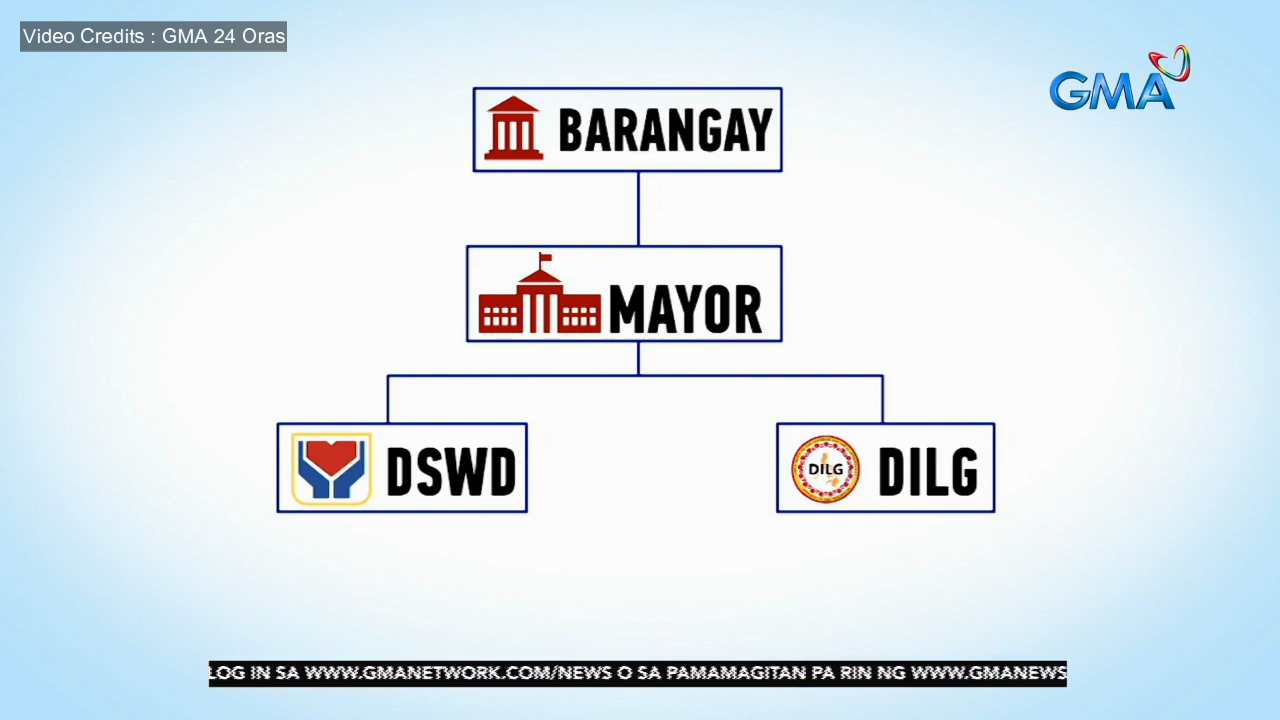 Video Credits : GMA 24 Oras
GMA
BARANGAY
MAYOR
DSWD
DILG
DILG
LOG IN SA WWW.GMANETWORK.COM/NEWS O SA PAMAMAGITAN PA RIN NG WWW.GMANEWS